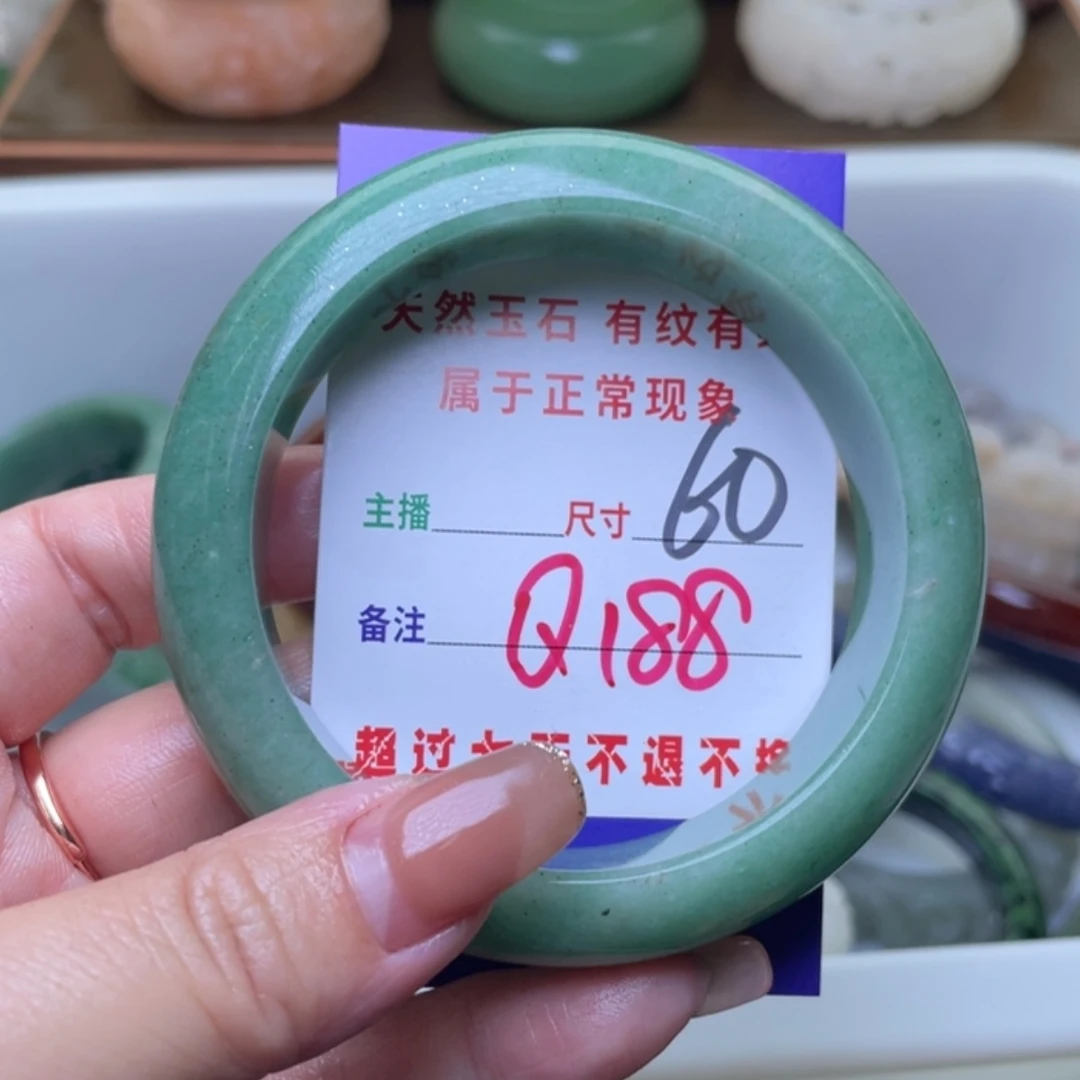 天然玉石 有纹有
属于正常现象
主播 尺寸 60
备注 Q188
超过 不退不换